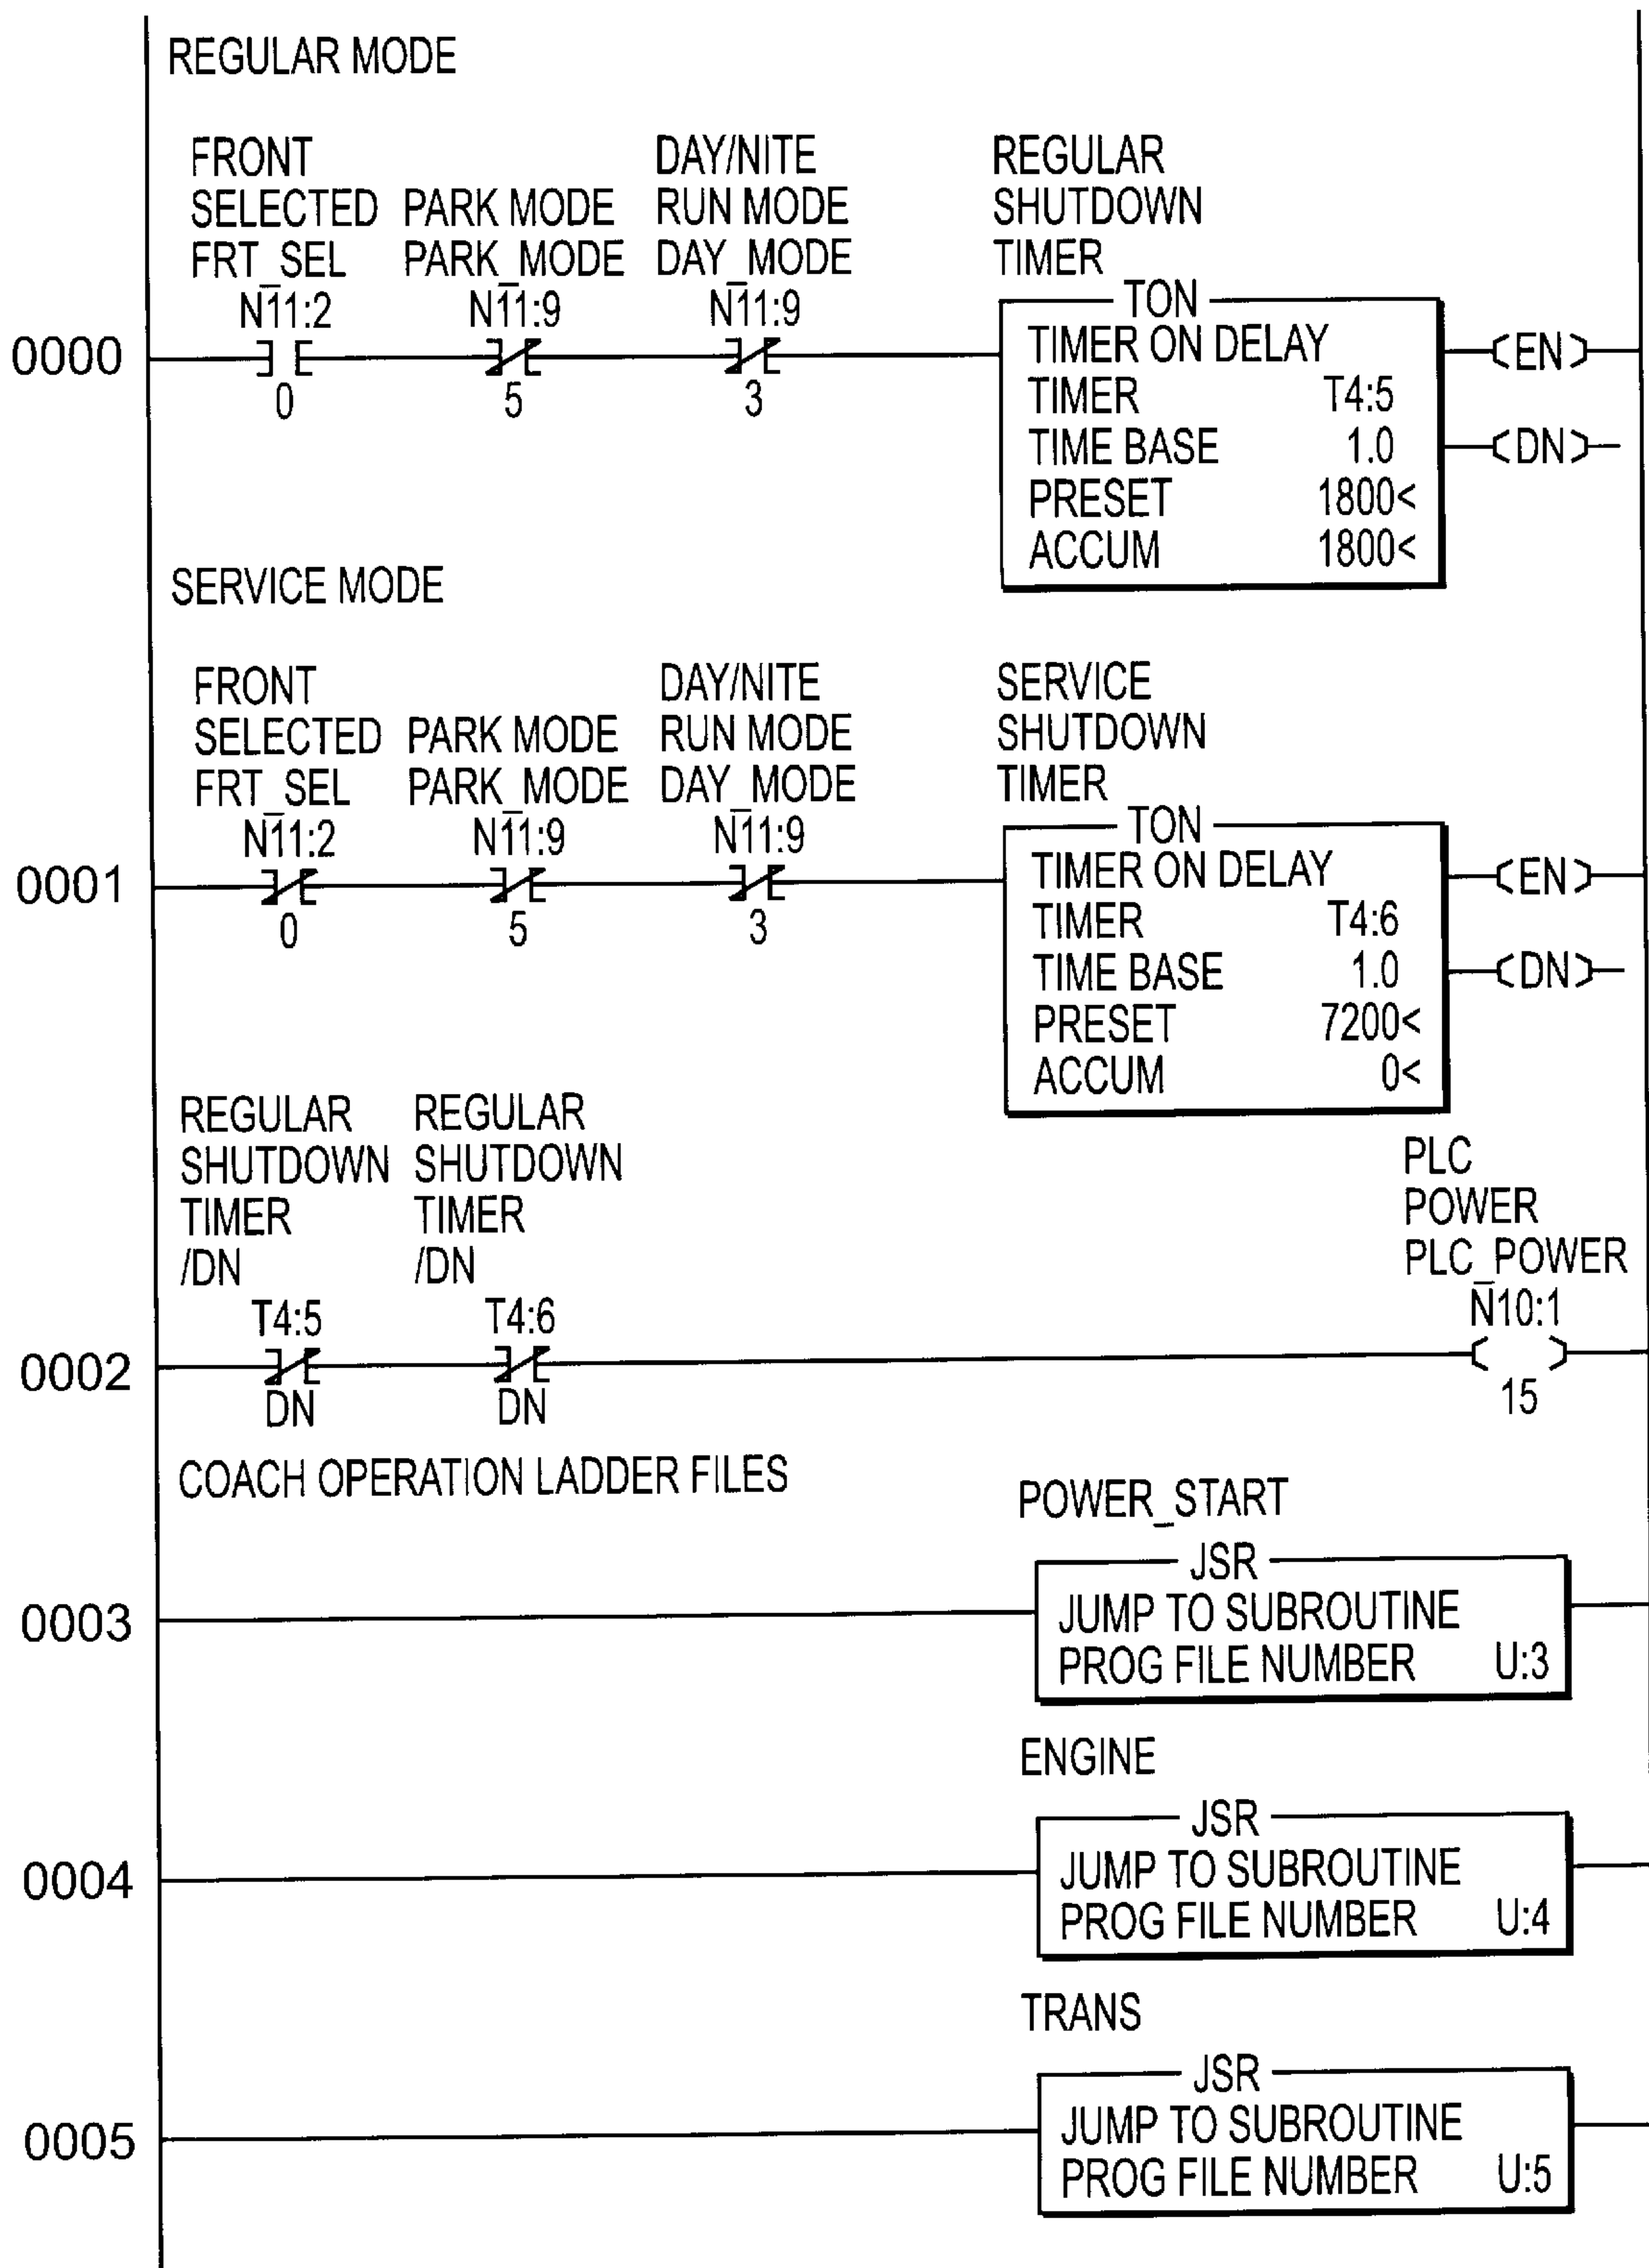 REGULAR MODE
FRONT
SELECTED
FRT_SEL
N11:2
0
PARK MODE
PARK_MODE
N11:9
5
DAY/NITE
RUN MODE
DAY_MODE
N11:9
3
REGULAR
SHUTDOWN
TIMER
0000
TON
TIMER ON DELAY
TIMER T4:5
TIME BASE 1.0
PRESET 1800<
ACCUM 1800<
EN
DN
SERVICE MODE
FRONT
SELECTED
FRT_SEL
N11:2
0
PARK MODE
PARK_MODE
N11:9
5
DAY/NITE
RUN MODE
DAY_MODE
N11:9
3
SERVICE
SHUTDOWN
TIMER
0001
TON
TIMER ON DELAY
TIMER T4:6
TIME BASE 1.0
PRESET 7200<
ACCUM 0<
EN
DN
REGULAR
SHUTDOWN
TIMER
/DN
T4:5
DN
REGULAR
SHUTDOWN
TIMER
/DN
T4:6
DN
PLC
POWER
PLC_POWER
N10:1
15
0002
COACH OPERATION LADDER FILES
POWER_START
0003
JSR
JUMP TO SUBROUTINE
PROG FILE NUMBER U:3
ENGINE
0004
JSR
JUMP TO SUBROUTINE
PROG FILE NUMBER U:4
TRANS
0005
JSR
JUMP TO SUBROUTINE
PROG FILE NUMBER U:5